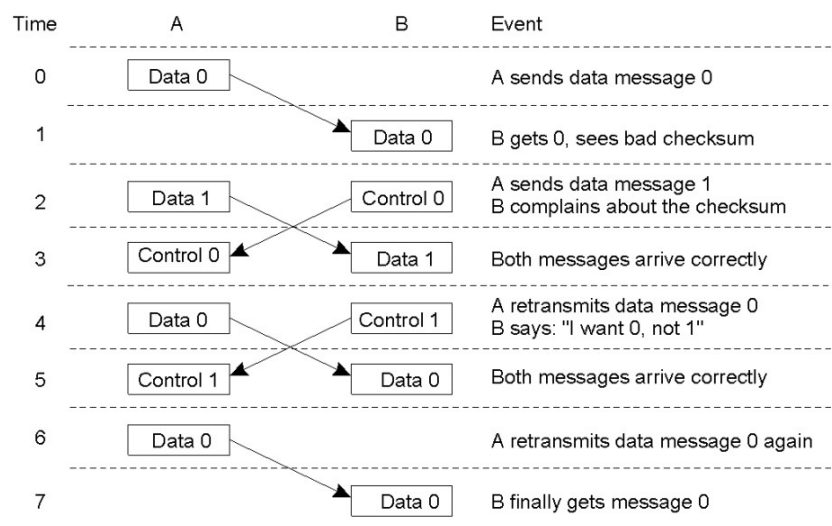 Time A B Event
0 Data 0 A sends data message 0
1 Data 0 B gets 0, sees bad checksum
2 Data 1 Control 0 A sends data message 1
B complains about the checksum
3 Control 0 Data 1 Both messages arrive correctly
4 Data 0 Control 1 A retransmits data message 0
B says: "I want 0, not 1"
5 Control 1 Data 0 Both messages arrive correctly
6 Data 0 A retransmits data message 0 again
7 Data 0 B finally gets message 0